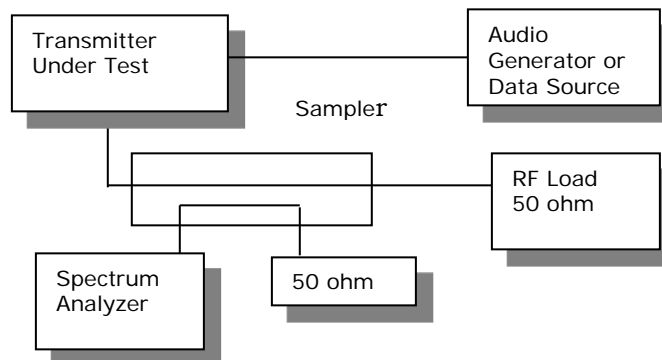 Transmitter
Under Test
Audio
Generator or
Data Source
Sampler
RF Load
50 ohm
Spectrum
Analyzer
50 ohm